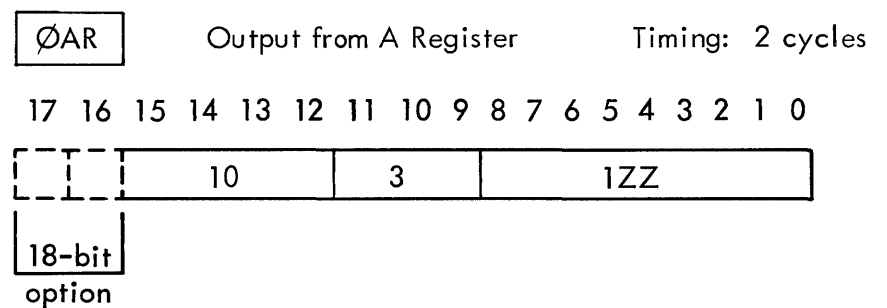 ØAR Output from A Register Timing: 2 cycles
17 16 15 14 13 12 11 10 9 8 7 6 5 4 3 2 1 0
10 3 1ZZ
18-bit
option